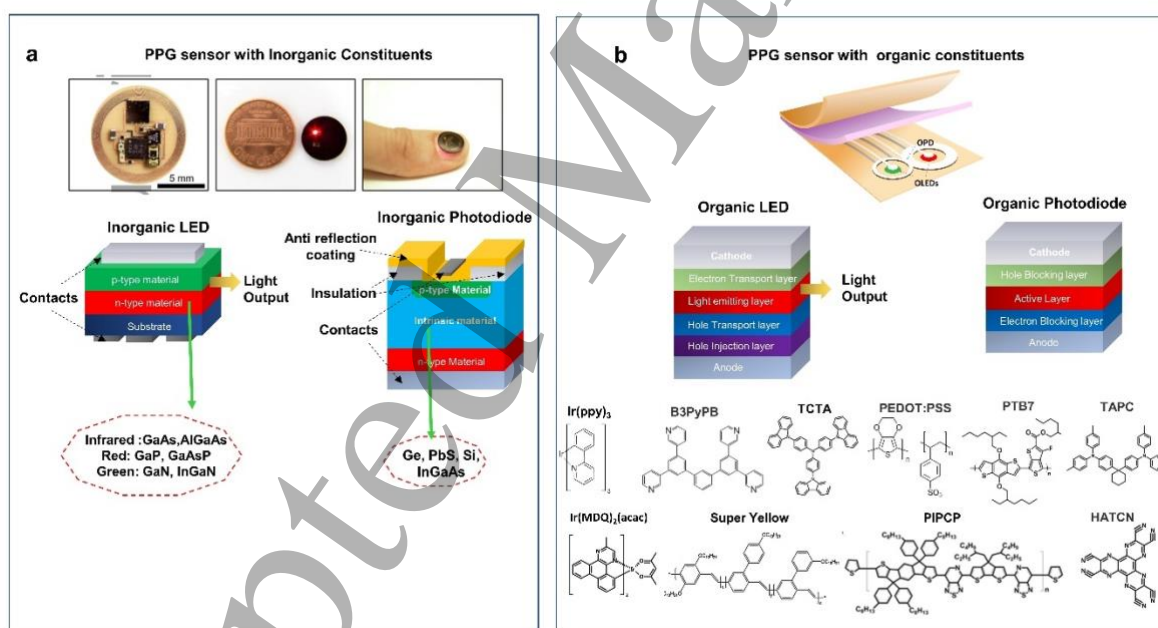 a
PPG sensor with Inorganic Constituents
5 mm
Inorganic LED
p-type material
n-type material
Substrate
Contacts
Light
Output
Inorganic Photodiode
Anti reflection
coating
Insulation
Contacts
p-type Material
Intrinsic material
n-type Material
Infrared :GaAs,AlGaAs
Red: GaP, GaAsP
Green: GaN, InGaN
Ge, PbS, Si,
InGaAs
b
PPG sensor with organic constituents
OPD
OLEDs
Organic LED
Cathode
Electron Transport layer
Light emitting layer
Hole Transport layer
Hole Injection layer
Anode
Light
Output
Organic Photodiode
Cathode
Hole Blocking layer
Active Layer
Electron Blocking layer
Anode
Ir(ppy)3
B3PyPB
TCTA
PEDOT:PSS
PTB7
TAPC
Ir(MDQ)2(acac)
Super Yellow
PIPCP
HATCN